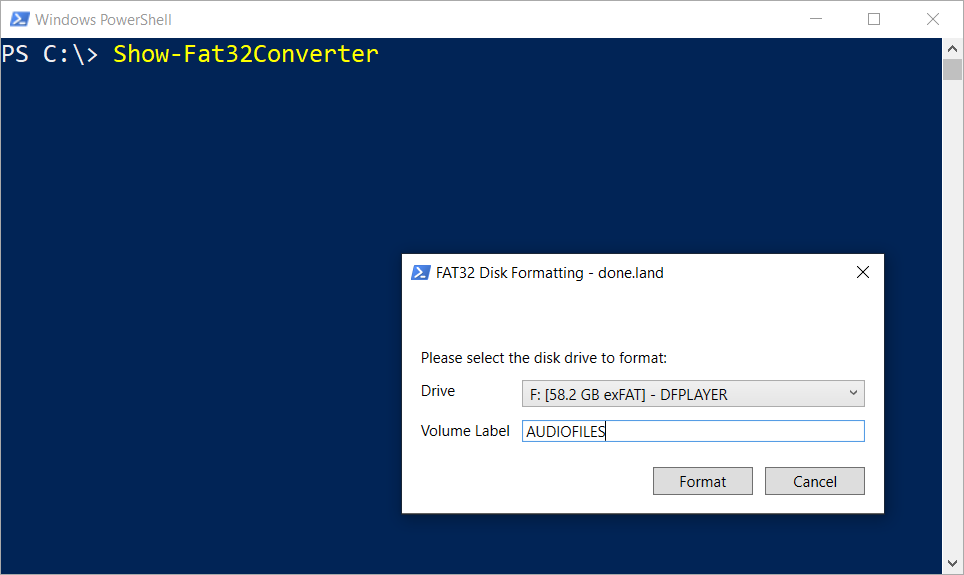 Windows PowerShell
PS C:\> Show-Fat32Converter
FAT32 Disk Formatting - done.land
Please select the disk drive to format:
Drive
F: [58.2 GB exFAT] - DFPLAYER
Volume Label
AUDIOFILES
Format
Cancel